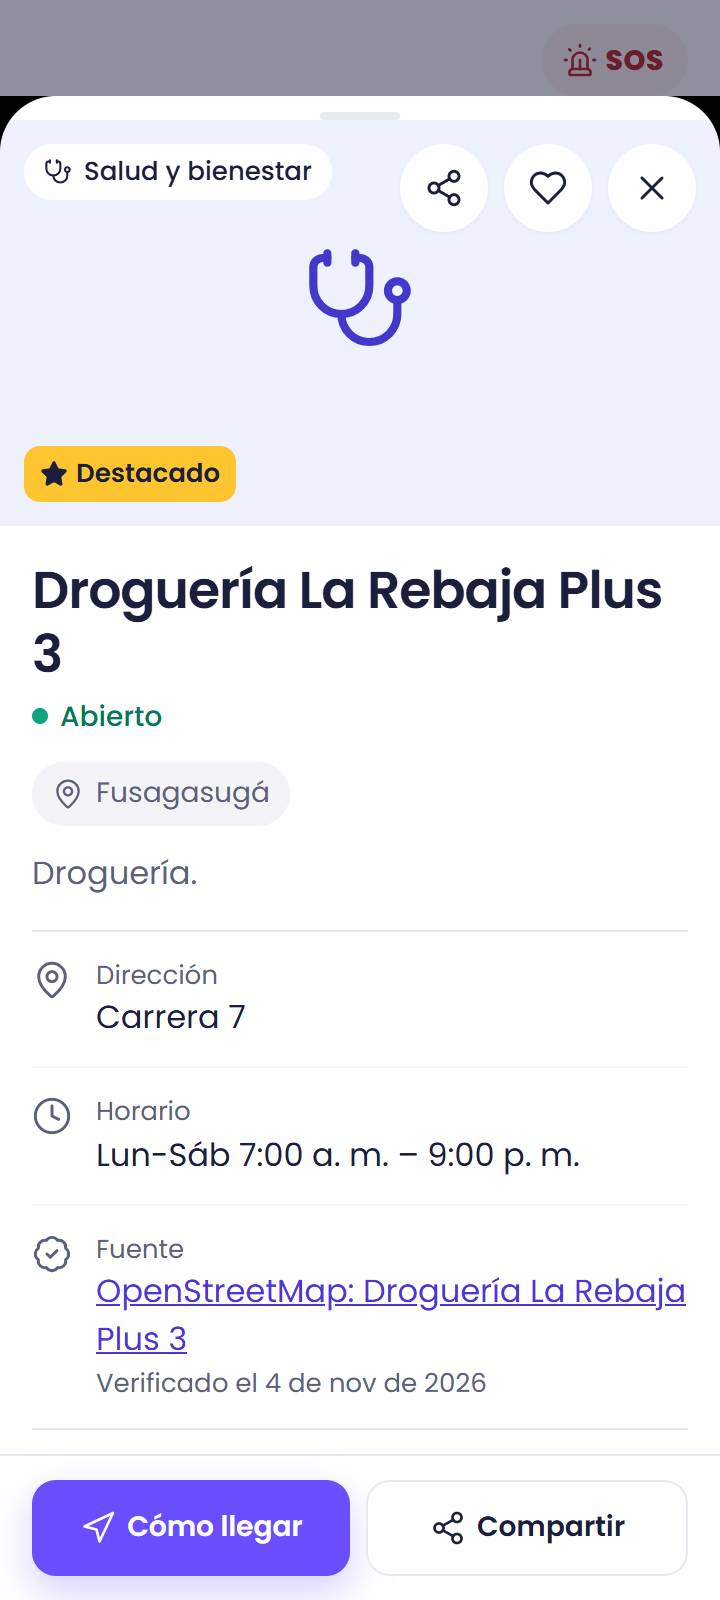 SOS
Salud y bienestar
Destacado
Droguería La Rebaja Plus
3
Abierto
Fusagasugá
Droguería.
Dirección
Carrera 7
Horario
Lun-Sáb 7:00 a. m. – 9:00 p. m.
Fuente
OpenStreetMap: Droguería La Rebaja
Plus 3
Verificado el 4 de nov de 2026
Cómo llegar
Compartir